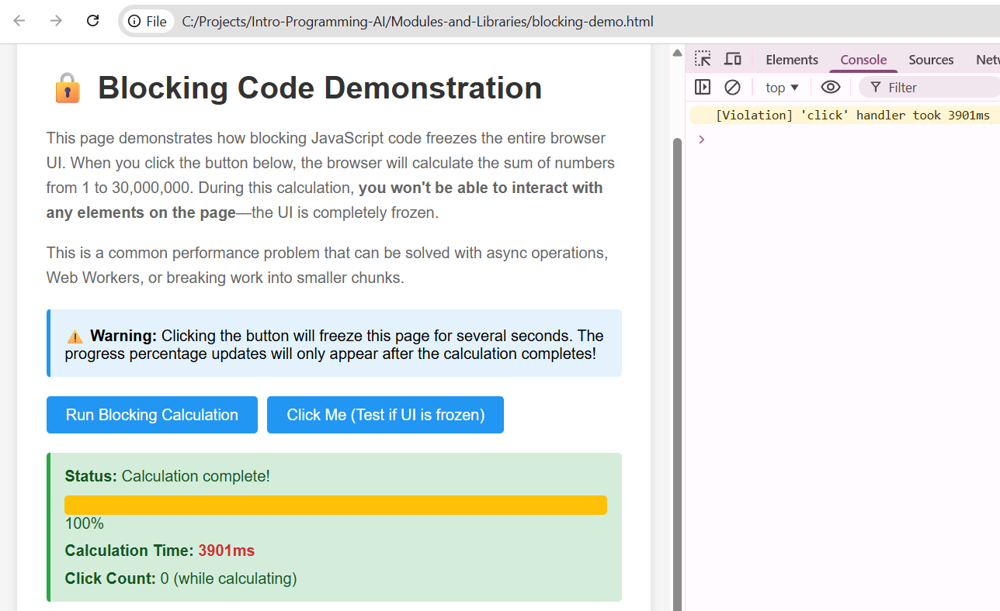 File C:/Projects/Intro-Programming-AI/Modules-and-Libraries/blocking-demo.html
Blocking Code Demonstration
This page demonstrates how blocking JavaScript code freezes the entire browser
UI. When you click the button below, the browser will calculate the sum of numbers
from 1 to 30,000,000. During this calculation, you won't be able to interact with
any elements on the page—the UI is completely frozen.
This is a common performance problem that can be solved with async operations,
Web Workers, or breaking work into smaller chunks.
Warning: Clicking the button will freeze this page for several seconds. The
progress percentage updates will only appear after the calculation completes!
Run Blocking Calculation
Click Me (Test if UI is frozen)
Status: Calculation complete!
100%
Calculation Time: 3901ms
Click Count: 0 (while calculating)
Elements Console Sources Net
top Filter
[Violation] 'click' handler took 3901ms